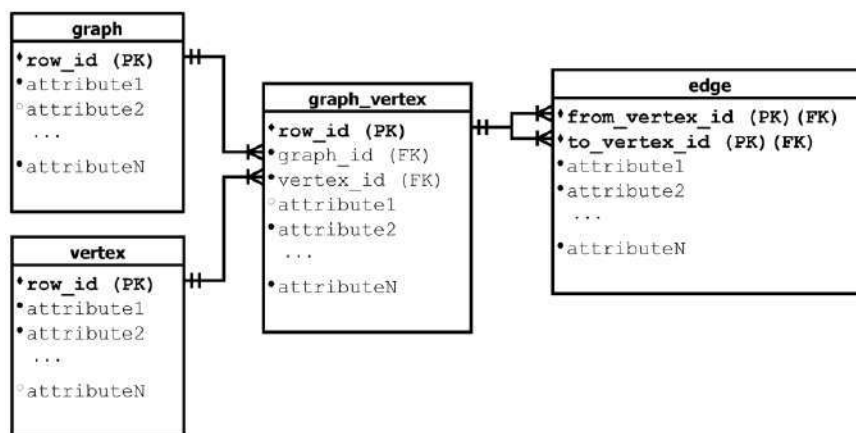 graph
row_id (PK)
attribute1
attribute2
...
attributeN
vertex
row_id (PK)
attribute1
attribute2
...
attributeN
graph_vertex
row_id (PK)
graph_id (FK)
vertex_id (FK)
attribute1
attribute2
...
attributeN
edge
from_vertex_id (PK)(FK)
to_vertex_id (PK)(FK)
attribute1
attribute2
...
attributeN